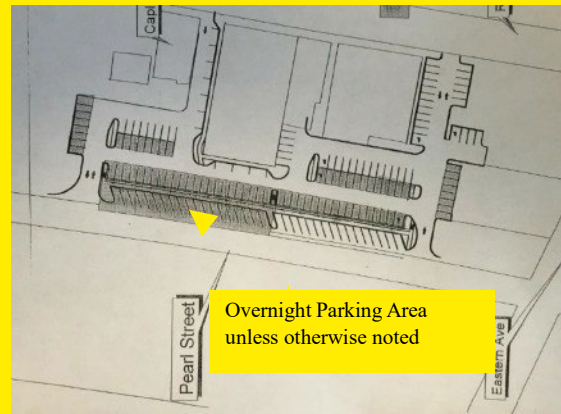 Overnight Parking Area
unless otherwise noted
Pearl Street
Eastern Ave